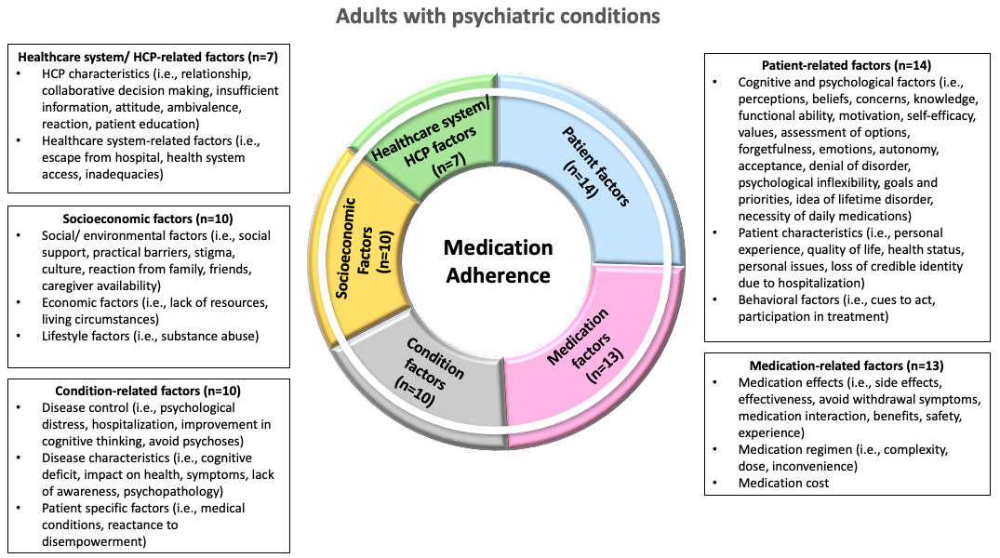 Adults with psychiatric conditions
Healthcare system/ HCP-related factors (n=7)
• HCP characteristics (i.e., relationship,
collaborative decision making, insufficient
information, attitude, ambivalence,
reaction, patient education)
• Healthcare system-related factors (i.e.,
escape from hospital, health system
access, inadequacies)
Socioeconomic factors (n=10)
• Social/ environmental factors (i.e., social
support, practical barriers, stigma,
culture, reaction from family, friends,
caregiver availability)
• Economic factors (i.e., lack of resources,
living circumstances)
• Lifestyle factors (i.e., substance abuse)
Condition-related factors (n=10)
• Disease control (i.e., psychological
distress, hospitalization, improvement in
cognitive thinking, avoid psychoses)
• Disease characteristics (i.e., cognitive
deficit, impact on health, symptoms, lack
of awareness, psychopathology)
• Patient specific factors (i.e., medical
conditions, reactance to
disempowerment)
Healthcare system/
HCP factors
(n=7)
Patient factors
(n=14)
Socioeconomic
Factors
(n=10)
Medication
Adherence
Condition
factors
(n=10)
Medication
factors
(n=13)
Patient-related factors (n=14)
• Cognitive and psychological factors (i.e.,
perceptions, beliefs, concerns, knowledge,
functional ability, motivation, self-efficacy,
values, assessment of options,
forgetfulness, emotions, autonomy,
acceptance, denial of disorder,
psychological inflexibility, goals and
priorities, idea of lifetime disorder,
necessity of daily medications)
• Patient characteristics (i.e., personal
experience, quality of life, health status,
personal issues, loss of credible identity
due to hospitalization)
• Behavioral factors (i.e., cues to act,
participation in treatment)
Medication-related factors (n=13)
• Medication effects (i.e., side effects,
effectiveness, avoid withdrawal symptoms,
medication interaction, benefits, safety,
experience)
• Medication regimen (i.e., complexity,
dose, inconvenience)
• Medication cost